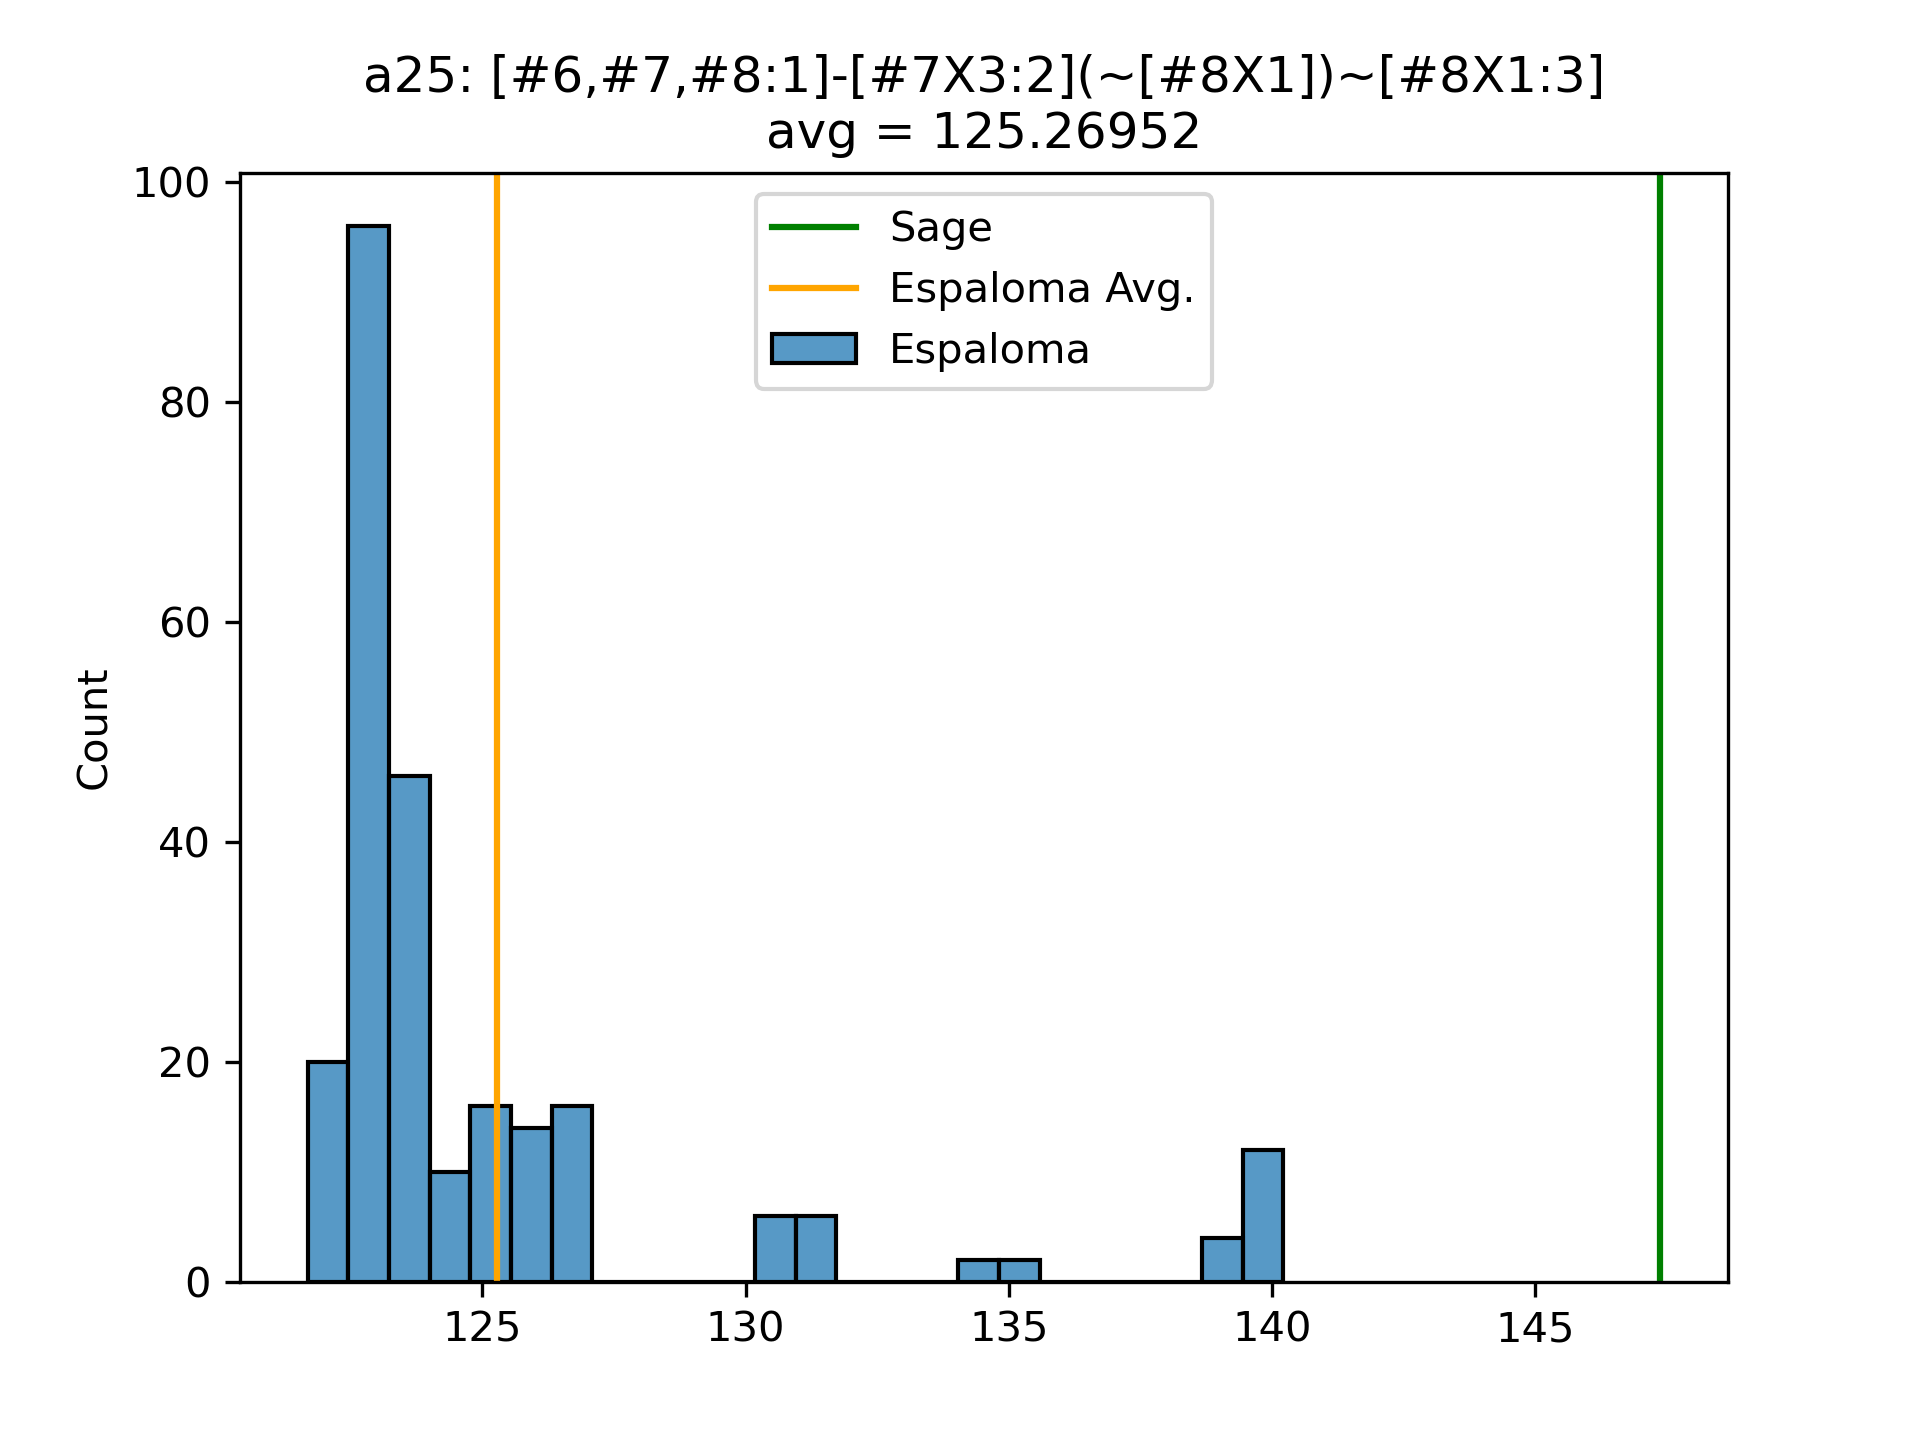 a25: [#6,#7,#8:1]-[#7X3:2](~[#8X1])~[#8X1:3]
avg = 125.26952
Sage
Espaloma Avg.
Espaloma
100
80
60
40
20
0
Count
125 130 135 140 145